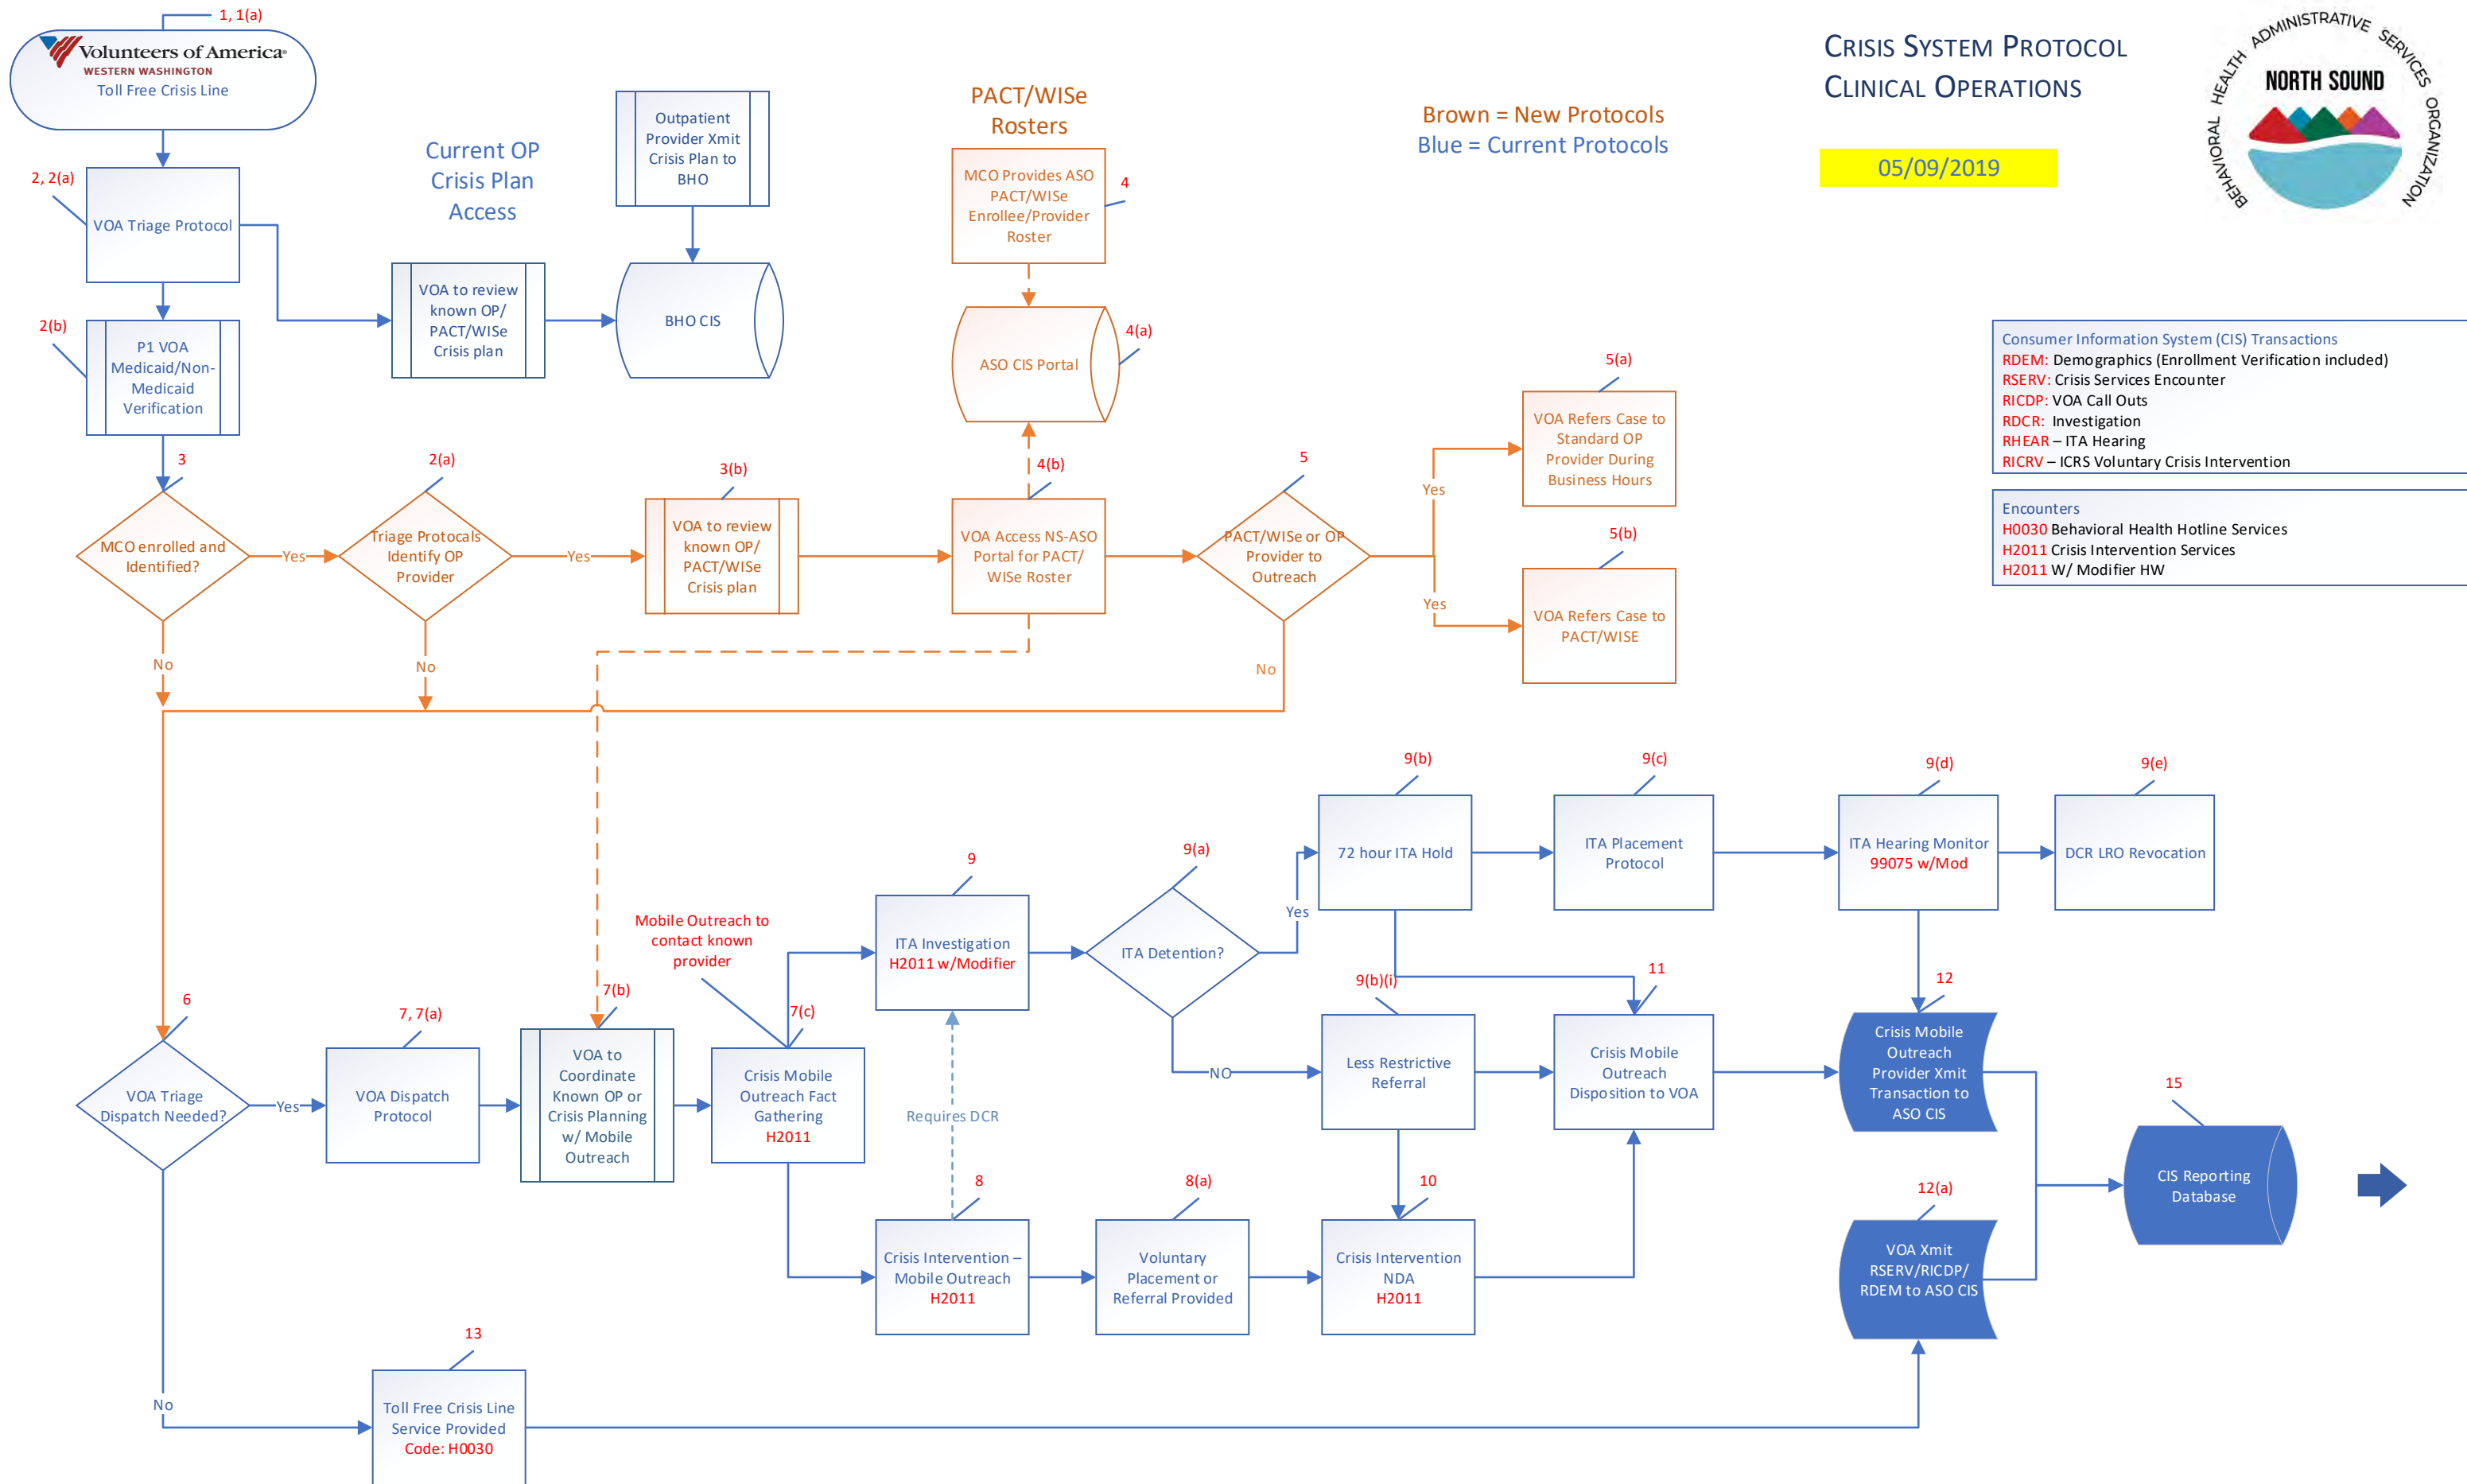 1, 1(a)
Volunteers of America®
WESTERN WASHINGTON
Toll Free Crisis Line
CRISIS SYSTEM PROTOCOL
CLINICAL OPERATIONS
BEHAVIORAL HEALTH ADMINISTRATIVE SERVICES ORGANIZATION
NORTH SOUND
Brown = New Protocols
Blue = Current Protocols
05/09/2019
2, 2(a)
VOA Triage Protocol
Current OP
Crisis Plan
Access
Outpatient
Provider Xmit
Crisis Plan to
BHO
PACT/WISe
Rosters
MCO Provides ASO
PACT/WISe
Enrollee/Provider
Roster
4
2(b)
P1 VOA
Medicaid/Non-
Medicaid
Verification
VOA to review
known OP/
PACT/WISe
Crisis plan
BHO CIS
ASO CIS Portal
4(a)
Consumer Information System (CIS) Transactions
RDEM: Demographics (Enrollment Verification included)
RSERV: Crisis Services Encounter
RICDP: VOA Call Outs
RDCR: Investigation
RHEAR – ITA Hearing
RICRV – ICRS Voluntary Crisis Intervention
Encounters
H0030 Behavioral Health Hotline Services
H2011 Crisis Intervention Services
H2011 W/ Modifier HW
3
MCO enrolled and
Identified?
Yes
No
2(a)
Triage Protocals
Identify OP
Provider
Yes
No
3(b)
VOA to review
known OP/
PACT/WISe
Crisis plan
4(b)
VOA Access NS-ASO
Portal for PACT/
WISe Roster
5
PACT/WISe or OP
Provider to
Outreach
No
Yes
Yes
5(a)
VOA Refers Case to
Standard OP
Provider During
Business Hours
5(b)
VOA Refers Case to
PACT/WISE
6
VOA Triage
Dispatch Needed?
Yes
No
7, 7(a)
VOA Dispatch
Protocol
7(b)
VOA to
Coordinate
Known OP or
Crisis Planning
w/ Mobile
Outreach
Mobile Outreach to
contact known
provider
7(c)
Crisis Mobile
Outreach Fact
Gathering
H2011
9
ITA Investigation
H2011 w/Modifier
9(a)
ITA Detention?
Yes
NO
9(b)
72 hour ITA Hold
9(c)
ITA Placement
Protocol
9(d)
ITA Hearing Monitor
99075 w/Mod
9(e)
DCR LRO Revocation
9(b)(i)
Less Restrictive
Referral
11
Crisis Mobile
Outreach
Disposition to VOA
12
Crisis Mobile
Outreach
Provider Xmit
Transaction to
ASO CIS
15
CIS Reporting
Database
Requires DCR
8
Crisis Intervention –
Mobile Outreach
H2011
8(a)
Voluntary
Placement or
Referral Provided
10
Crisis Intervention
NDA
H2011
12(a)
VOA Xmit
RSERV/RICDP/
RDEM to ASO CIS
13
Toll Free Crisis Line
Service Provided
Code: H0030